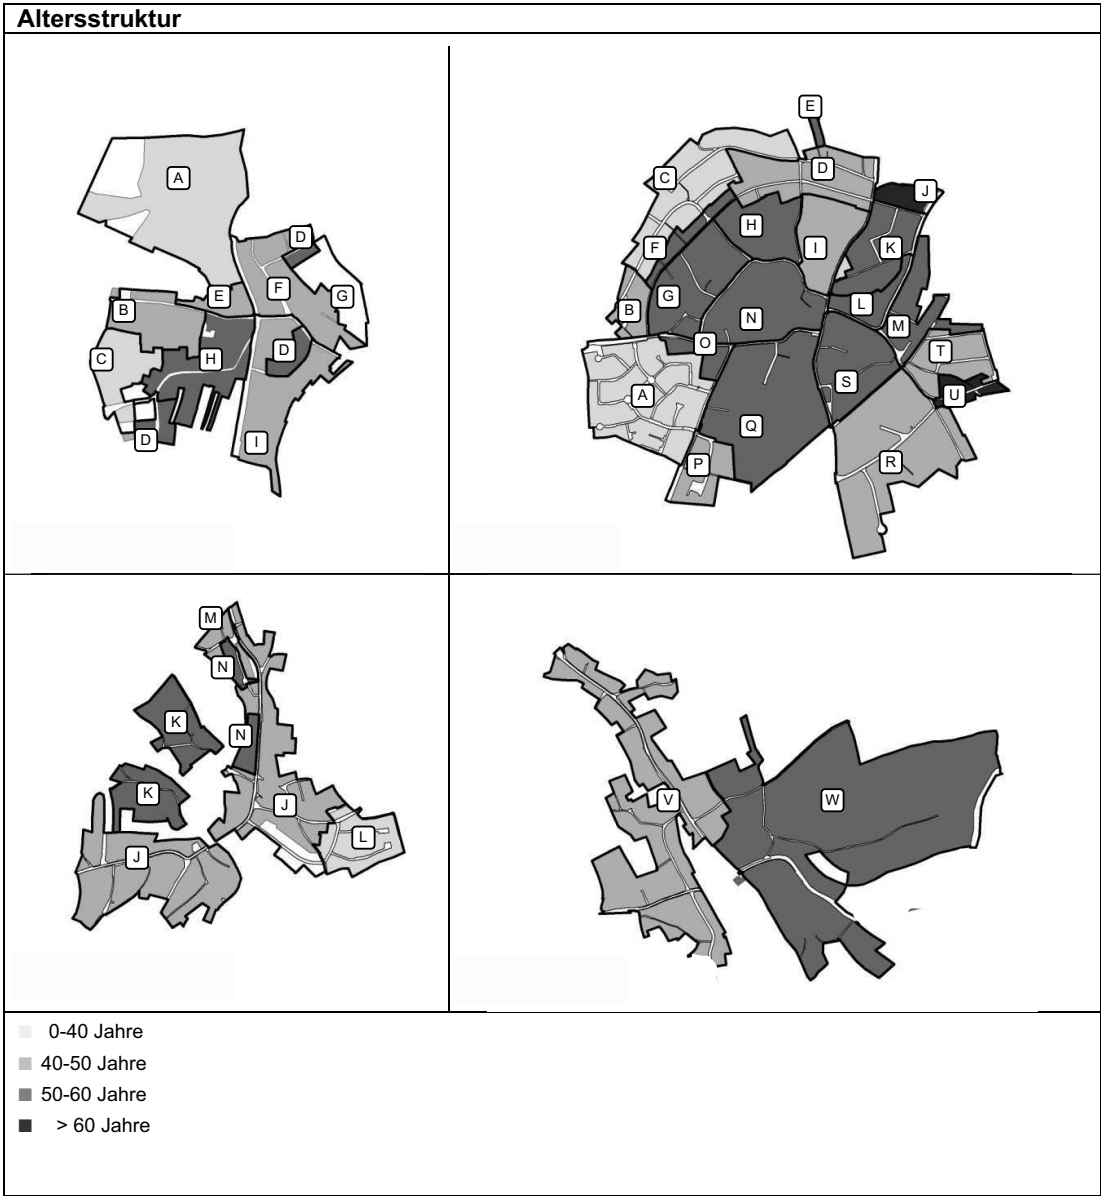 Altersstruktur
A
D
E
F
G
B
C
H
D
D
I
E
C
D
J
H
F
I
K
G
B
L
N
M
O
T
S
A
U
Q
P
R
M
N
K
N
K
J
L
J
V
W
0-40 Jahre
40-50 Jahre
50-60 Jahre
> 60 Jahre